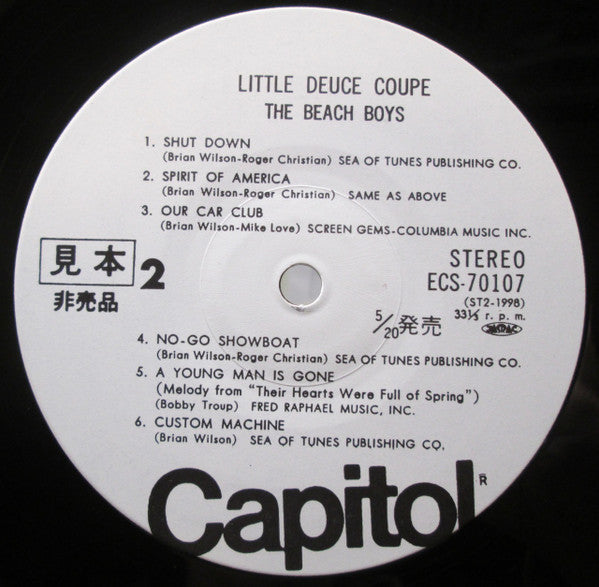 LITTLE DEUCE COUPE
THE BEACH BOYS
1. SHUT DOWN
(Brian Wilson-Roger Christian) SEA OF TUNES PUBLISHING CO.
2. SPIRIT OF AMERICA
(Brian Wilson-Roger Christian) SAME AS ABOVE
3. OUR CAR CLUB
(Brian Wilson-Mike Love) SCREEN GEMS-COLUMBIA MUSIC INC.
見本 2
非売品
STEREO
ECS-70107
(ST2-1998)
33⅓ r.p.m.
5/20発売
4. NO-GO SHOWBOAT
(Brian Wilson-Roger Christian) SEA OF TUNES PUBLISHING CO.
5. A YOUNG MAN IS GONE
(Melody from "Their Hearts Were Full of Spring")
(Bobby Troup) FRED RAPHAEL MUSIC, INC.
6. CUSTOM MACHINE
(Brian Wilson) SEA OF TUNES PUBLISHING CO.
Capitol
R